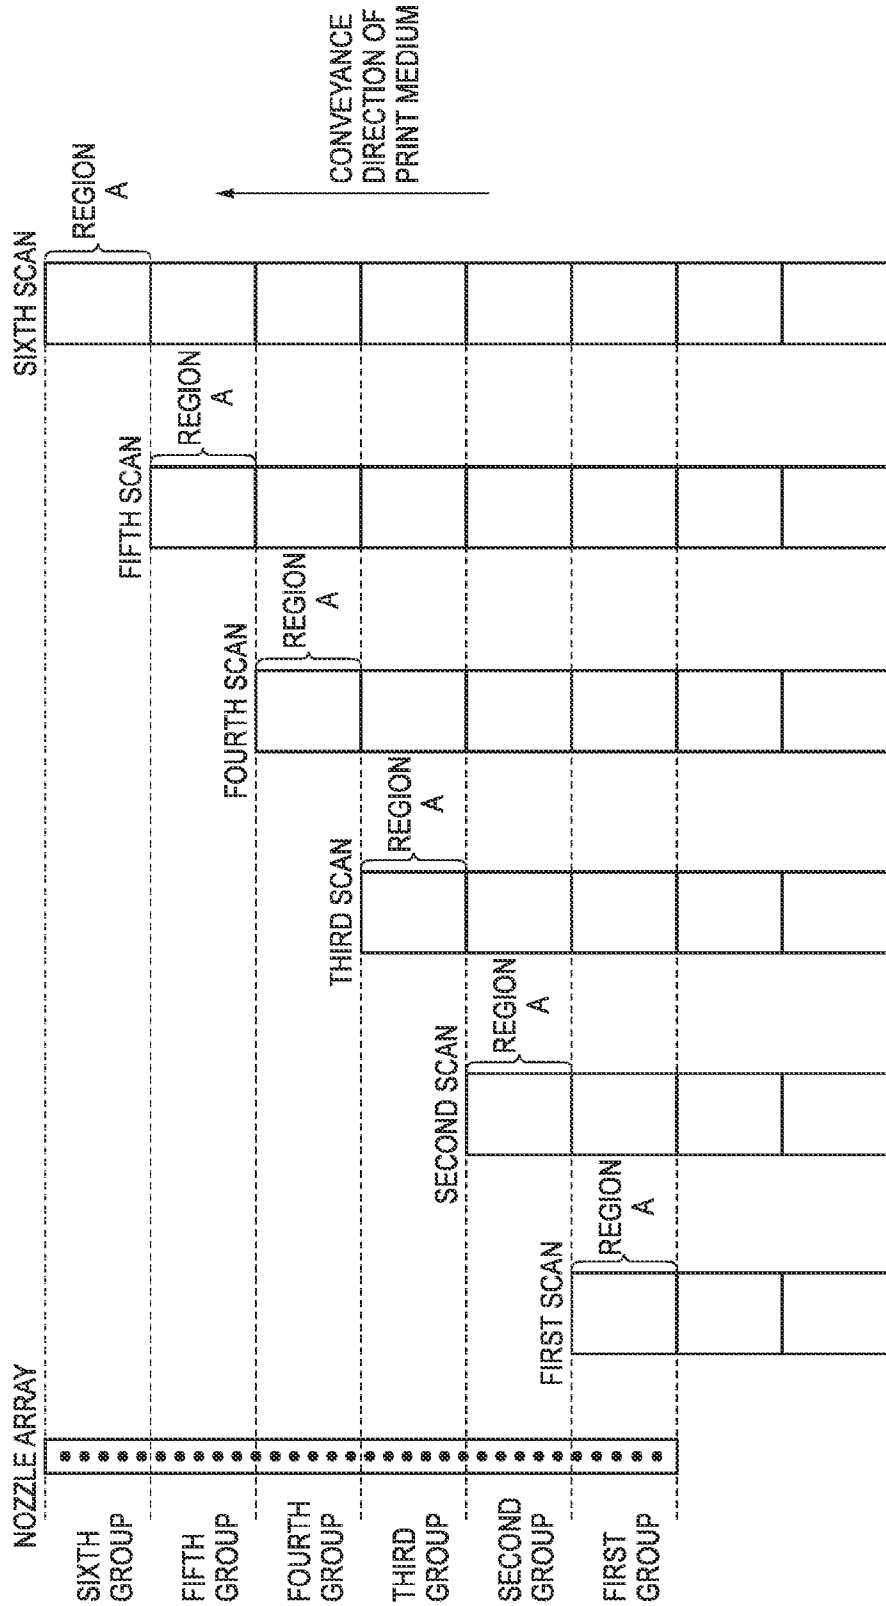 NOZZLE ARRAY
SIXTH
GROUP
FIFTH
GROUP
FOURTH
GROUP
THIRD
GROUP
SECOND
GROUP
FIRST
GROUP
FIRST SCAN
REGION
A
SECOND SCAN
REGION
A
THIRD SCAN
REGION
A
FOURTH SCAN
REGION
A
FIFTH SCAN
REGION
A
SIXTH SCAN
REGION
A
CONVEYANCE
DIRECTION OF
PRINT MEDIUM